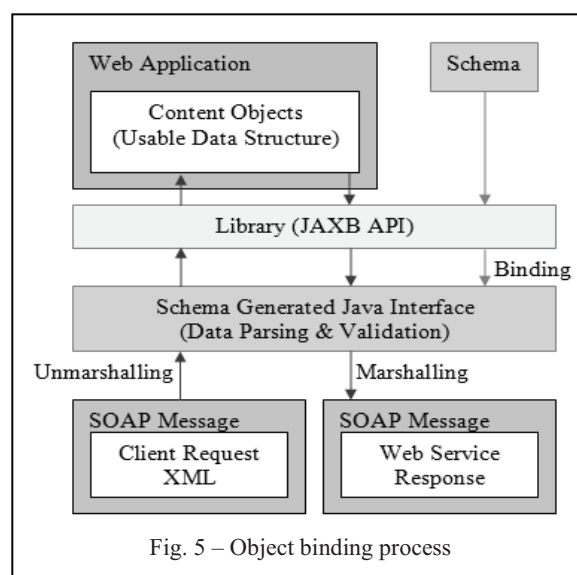 Web Application
Schema
Content Objects
(Usable Data Structure)
Library (JAXB API)
Binding
Schema Generated Java Interface
(Data Parsing & Validation)
Unmarshalling
Marshalling
SOAP Message
Client Request
XML
SOAP Message
Web Service
Response
Fig. 5 – Object binding process